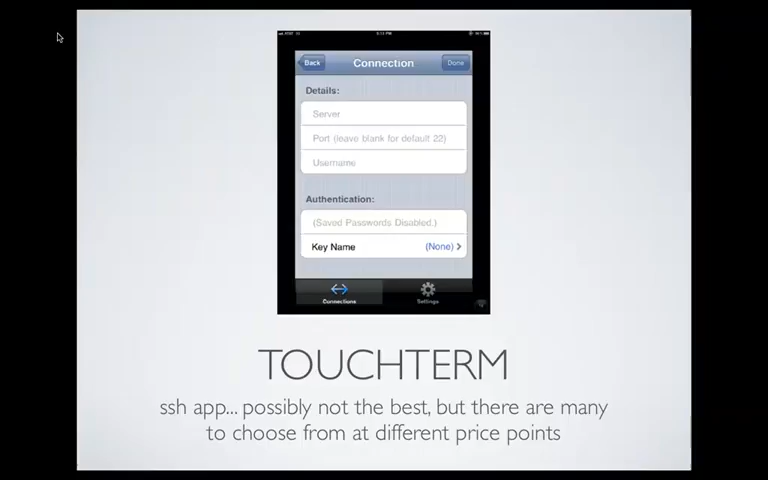 Back
Connection
Done
Details:
Server
Port (leave blank for default 22)
Username
Authentication:
(Saved Passwords Disabled.)
Key Name
(None)
Connections
Settings
TOUCHTERM
ssh app... possibly not the best, but there are many
to choose from at different price points